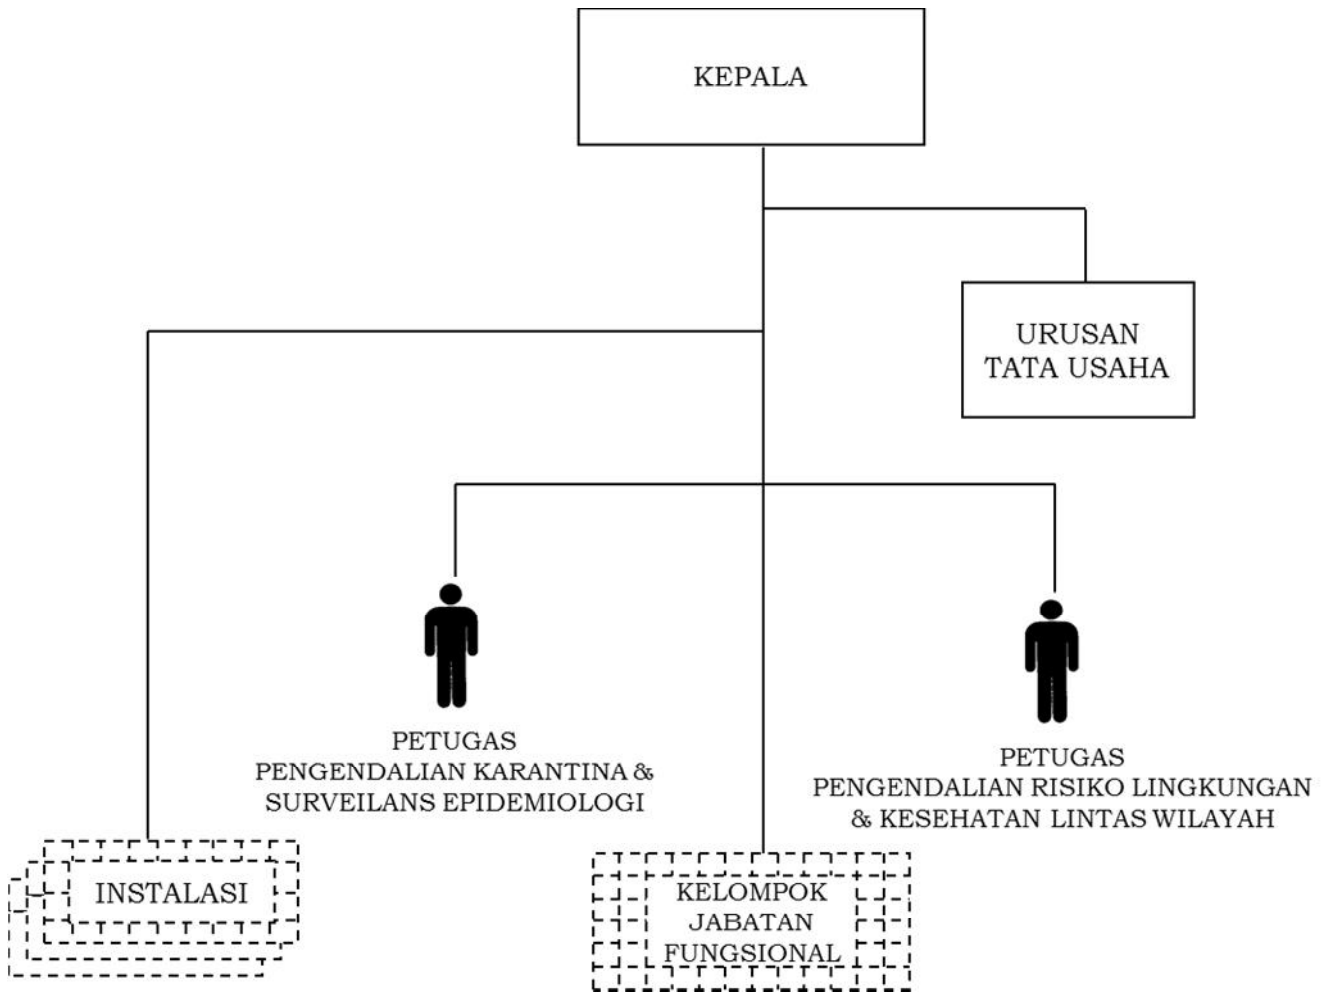 KEPALA
URUSAN
TATA USAHA
PETUGAS
PENGENDALIAN KARANTINA &
SURVEILANS EPIDEMIOLOGI
PETUGAS
PENGENDALIAN RISIKO LINGKUNGAN
& KESEHATAN LINTAS WILAYAH
INSTALASI
KELOMPOK
JABATAN
FUNGSIONAL